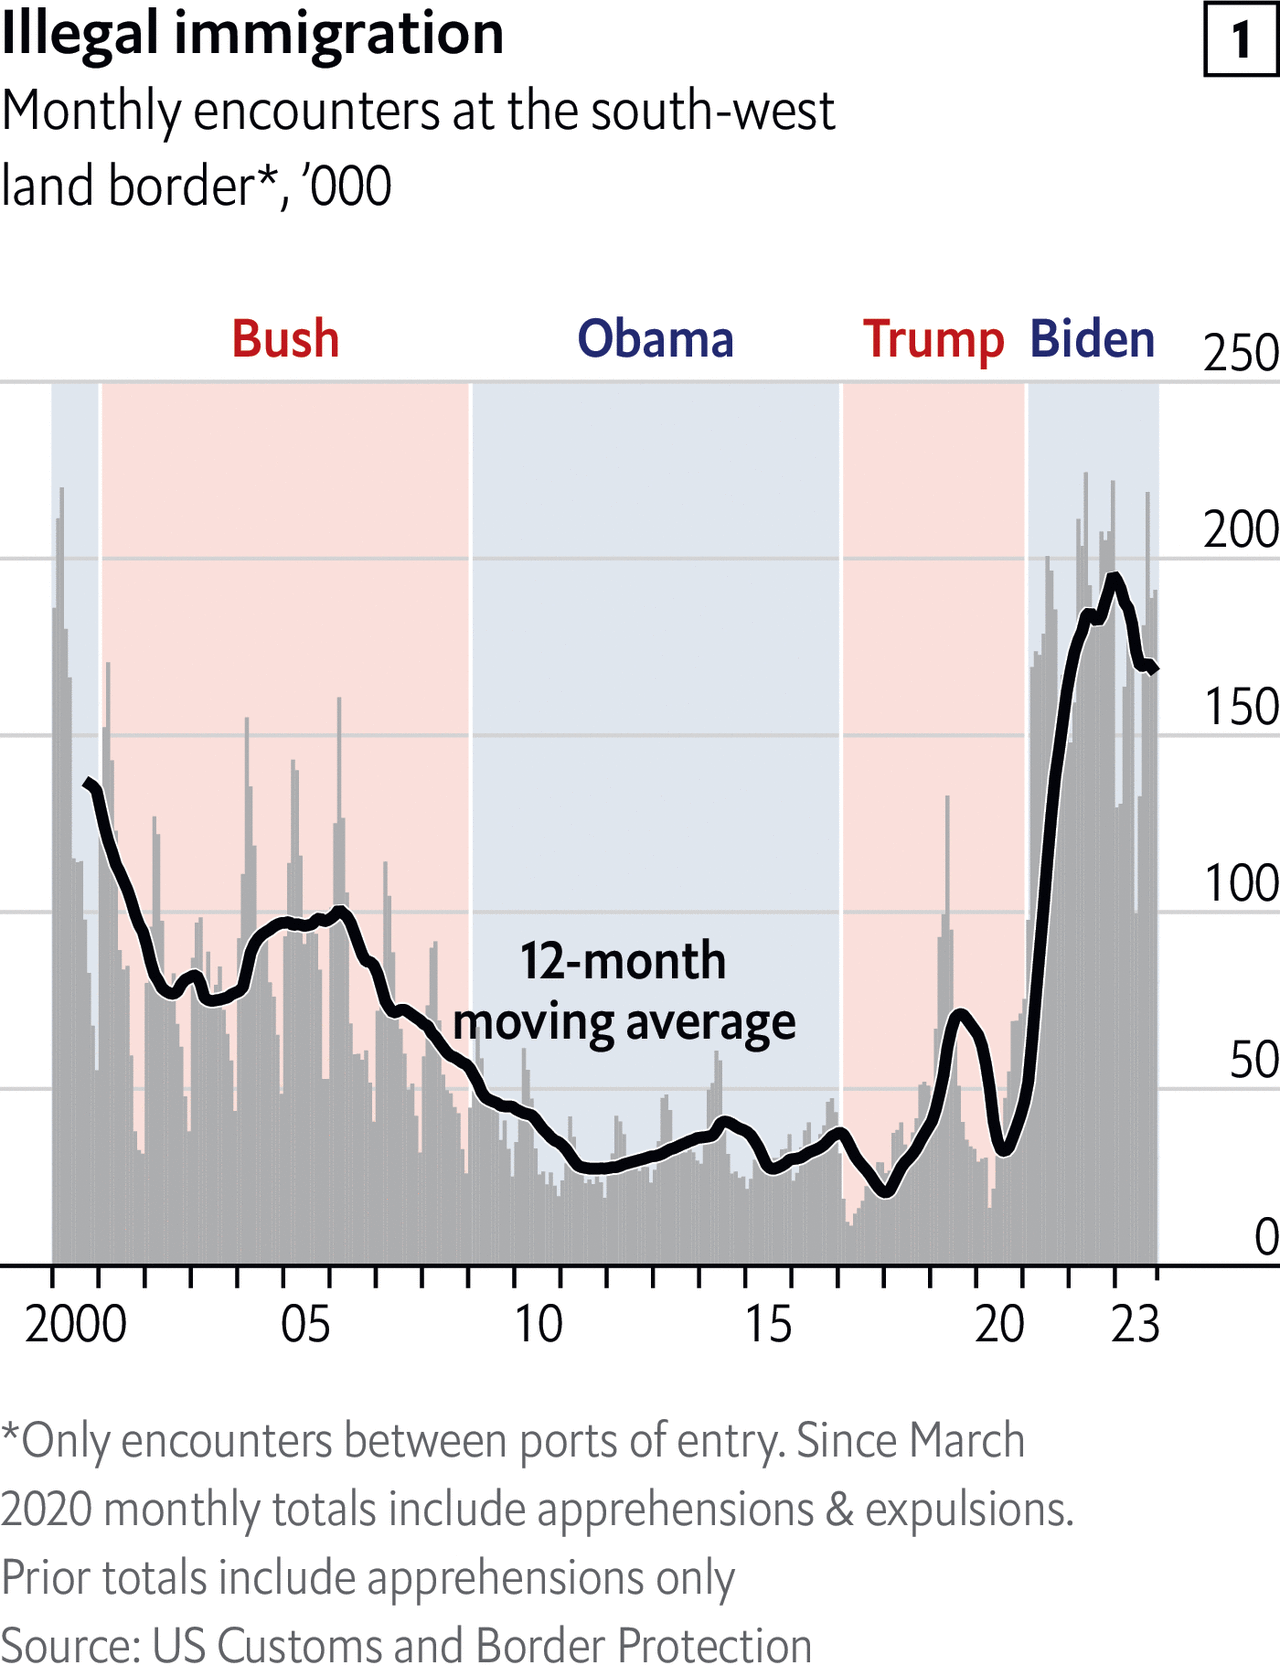 Illegal immigration
1
Monthly encounters at the south-west
land border*, ’000
Bush
Obama
Trump
Biden
250
200
150
100
50
0
12-month
moving average
2000
05
10
15
20
23
*Only encounters between ports of entry. Since March
2020 monthly totals include apprehensions & expulsions.
Prior totals include apprehensions only
Source: US Customs and Border Protection